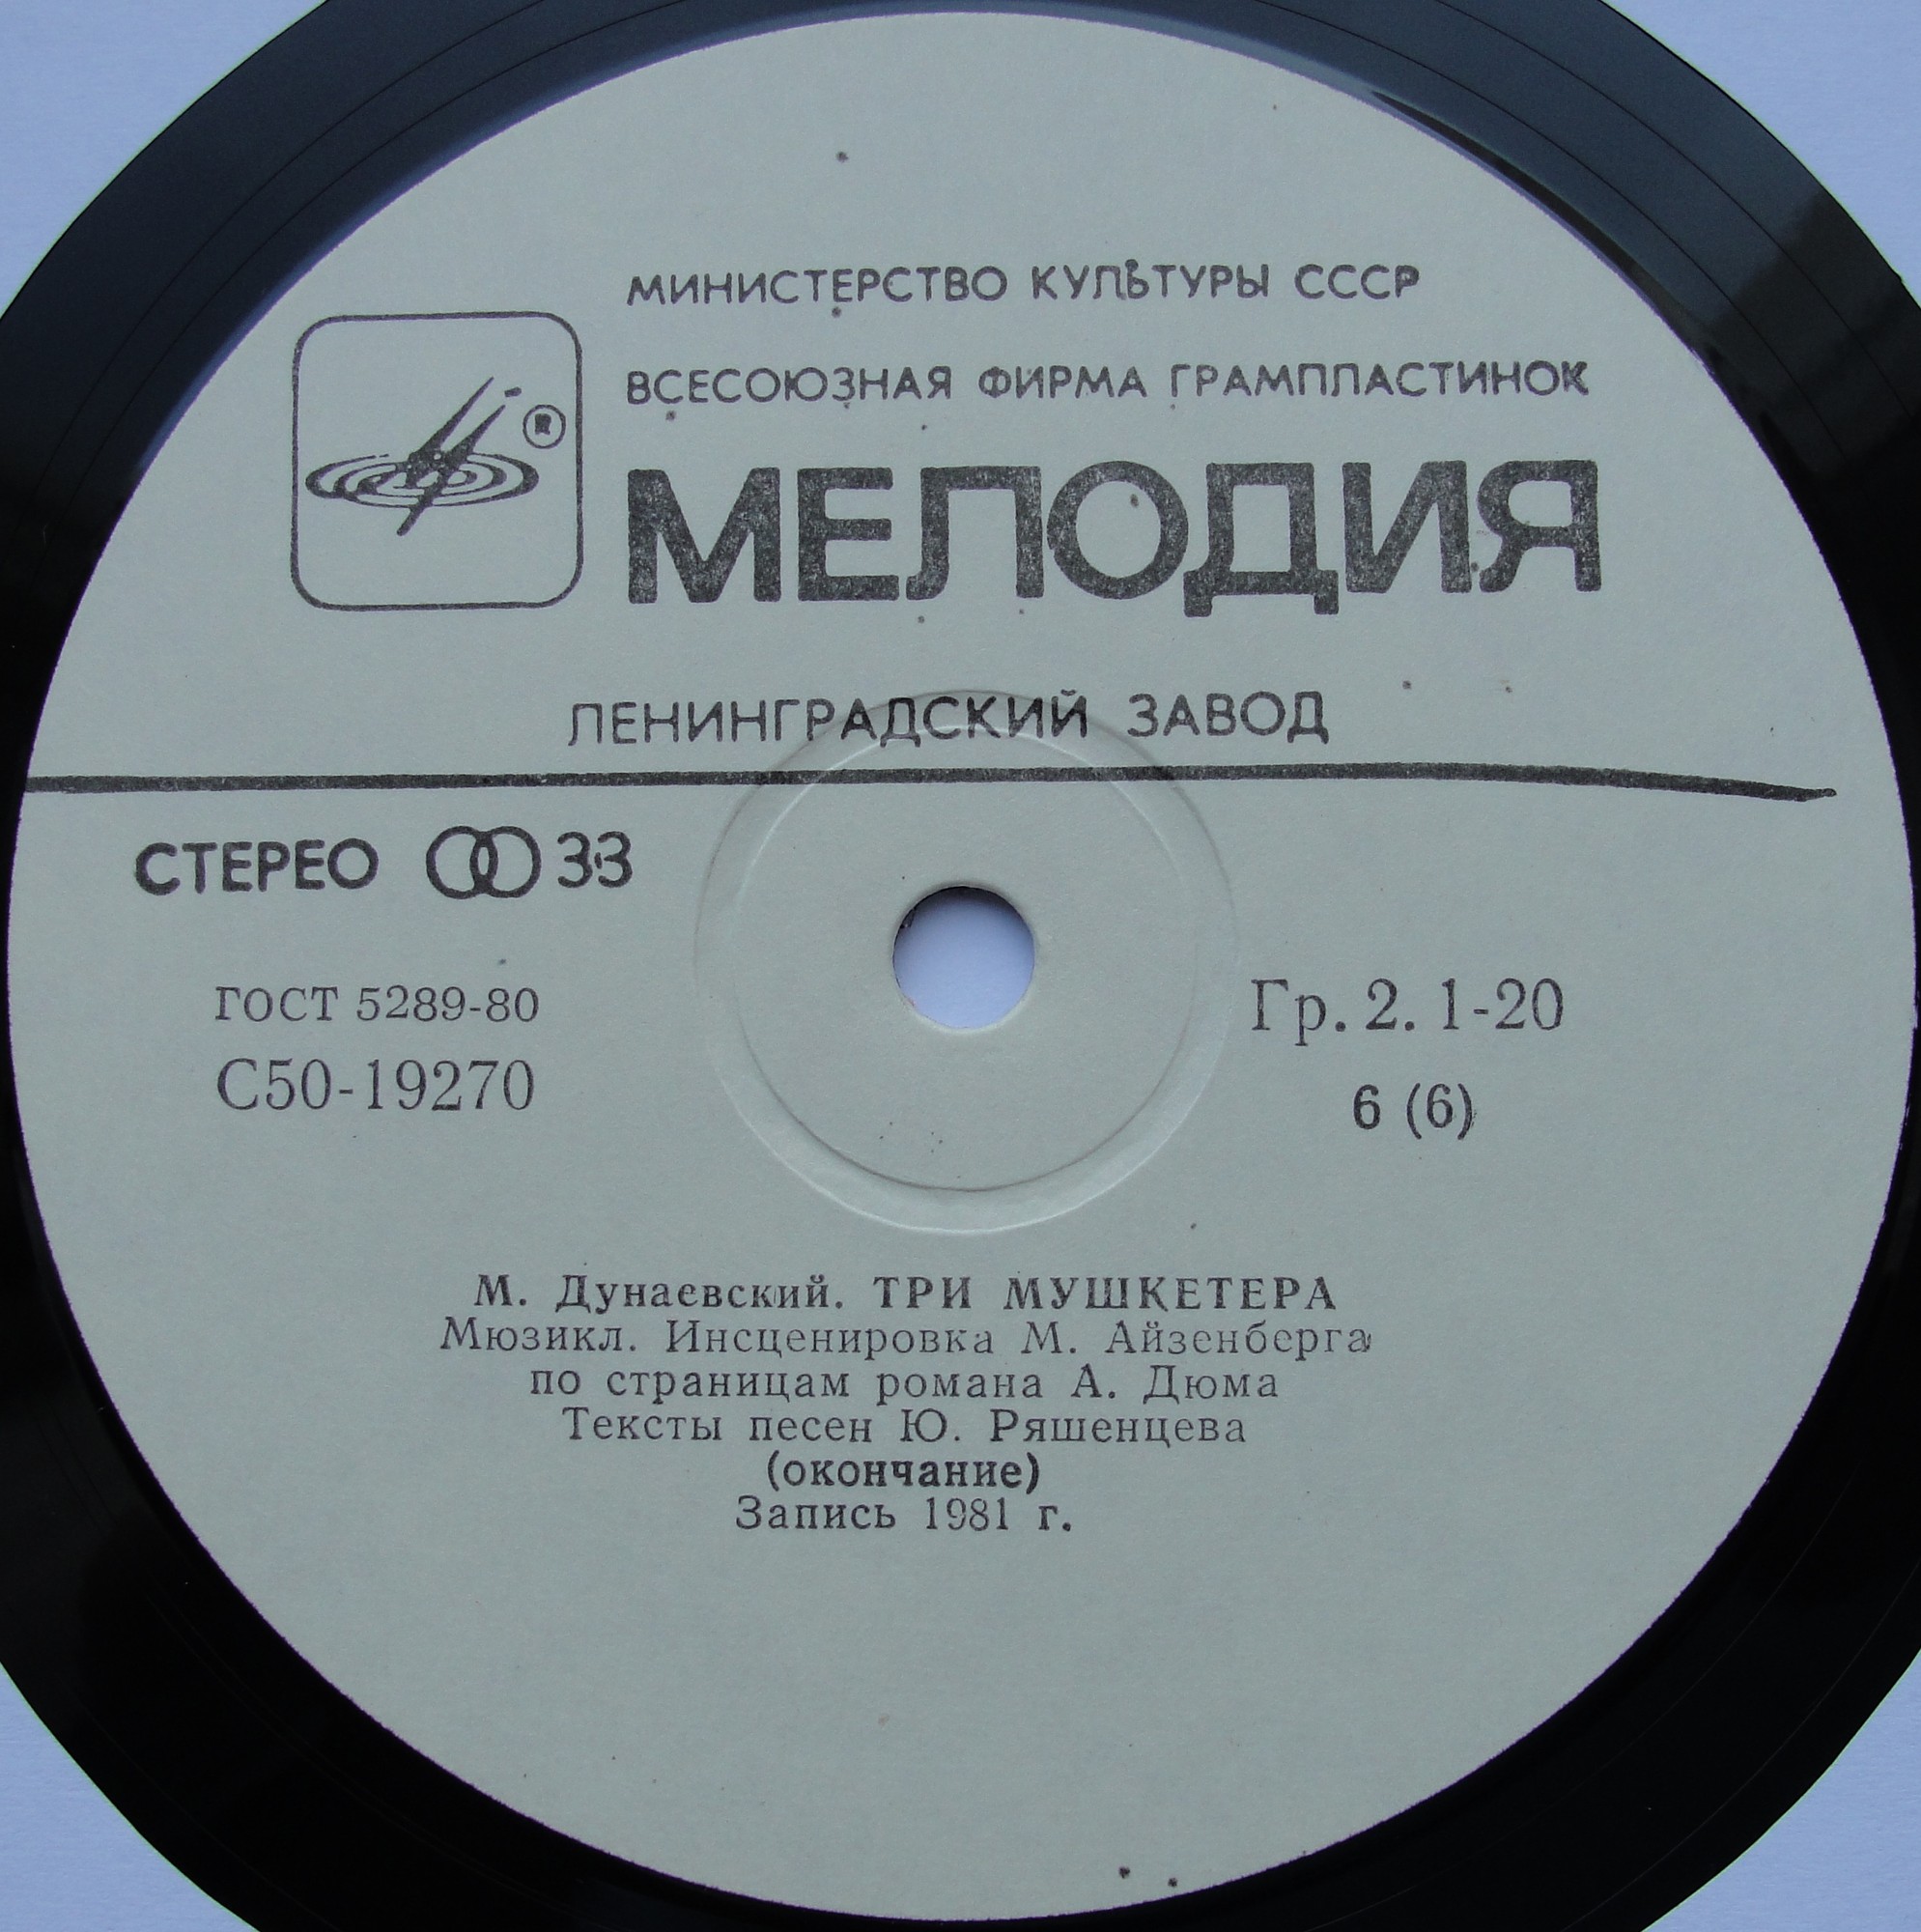 МИНИСТЕРСТВО КУЛЬТУРЫ СССР
ВСЕСОЮЗНАЯ ФИРМА ГРАМПЛАСТИНОК
®
МЕЛОДИЯ
ЛЕНИНГРАДСКИЙ ЗАВОД
СТЕРЕО 33
ГОСТ 5289-80
С50-19270
Гр. 2. 1-20
6 (6)
М. Дунаевский. ТРИ МУШКЕТЕРА
Мюзикл. Инсценировка М. Айзенберга
по страницам романа А. Дюма
Тексты песен Ю. Ряшенцева
(окончание)
Запись 1981 г.